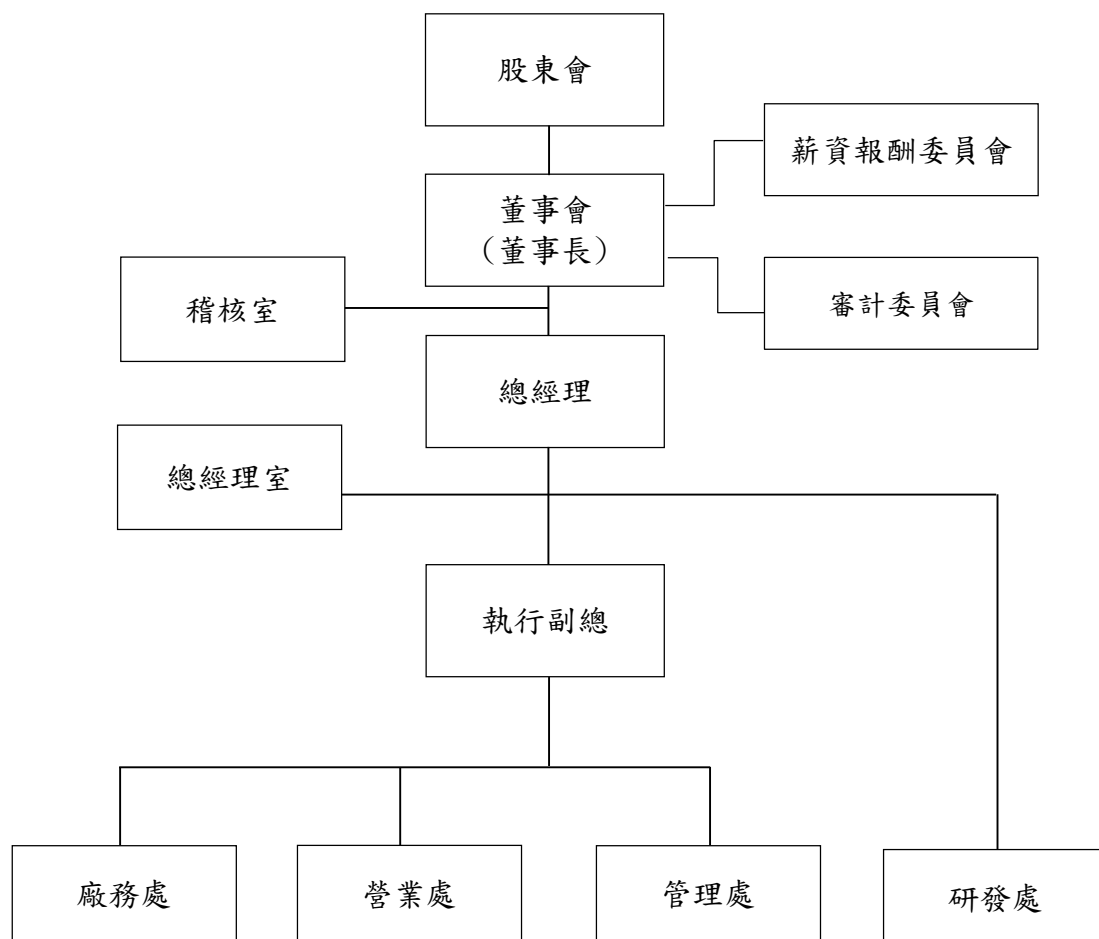 股東會
薪資報酬委員會
董事會
（董事長）
審計委員會
稽核室
總經理
總經理室
執行副總
廠務處
營業處
管理處
研發處